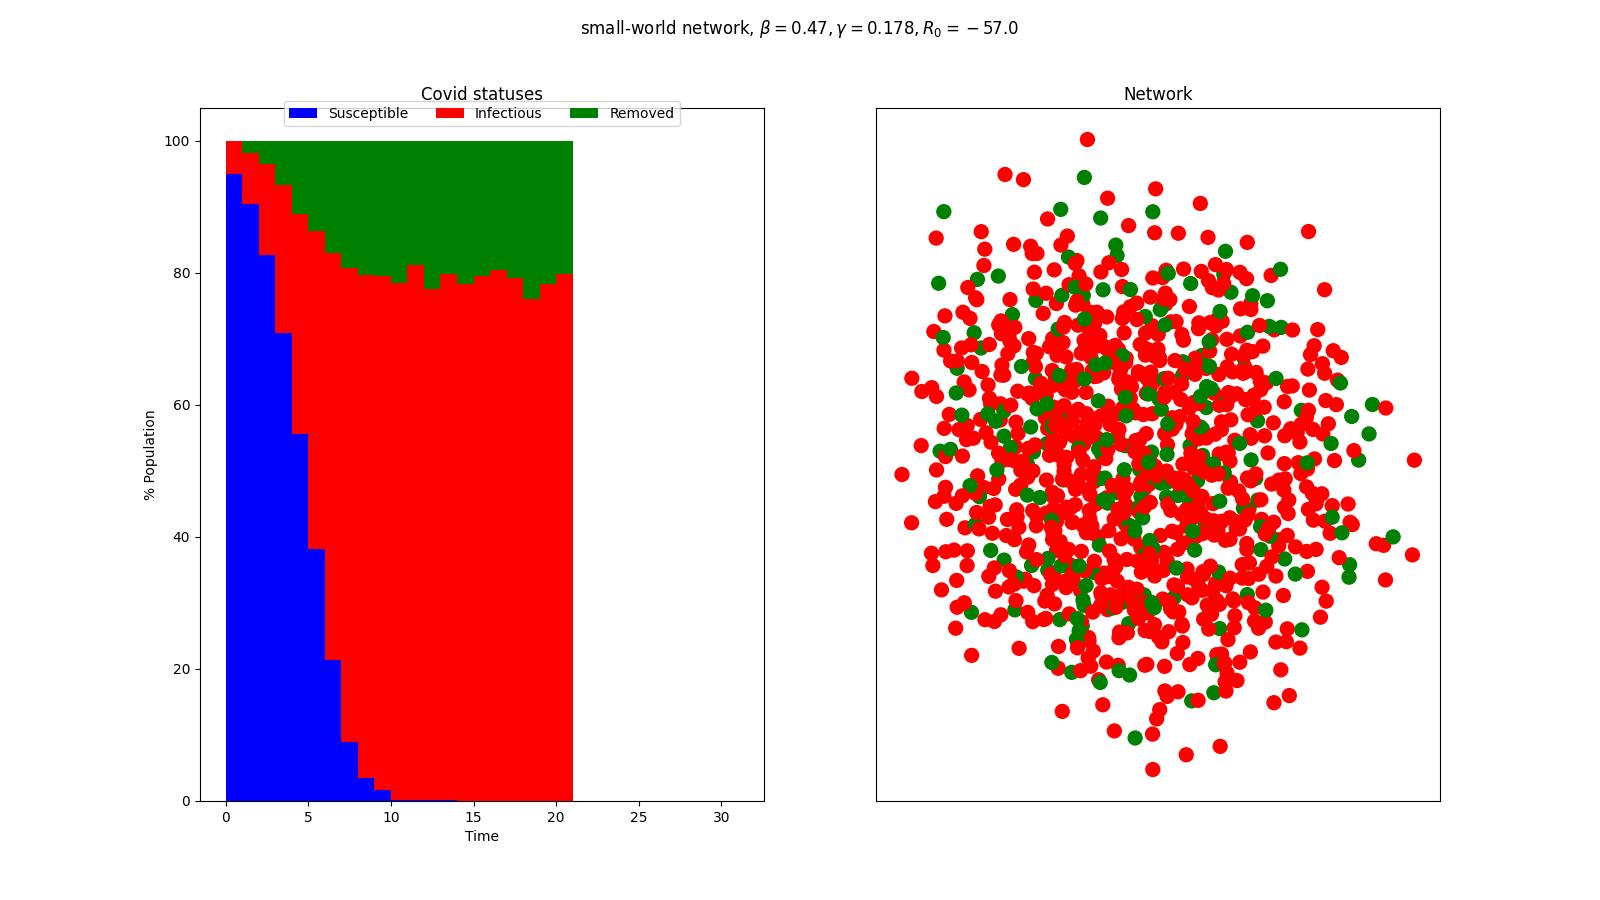 small-world network, β = 0.47, γ = 0.178, R₀ = − 57.0
Covid statuses
Susceptible Infectious Removed
100
80
60
40
20
0
% Population
0 5 10 15 20 25 30
Time
Network